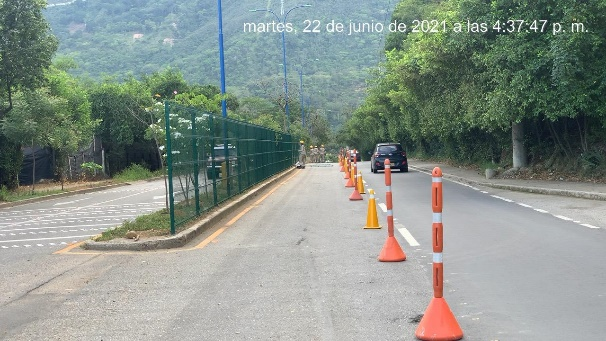 martes, 22 de junio de 2021 a las 4:37:47 p. m.